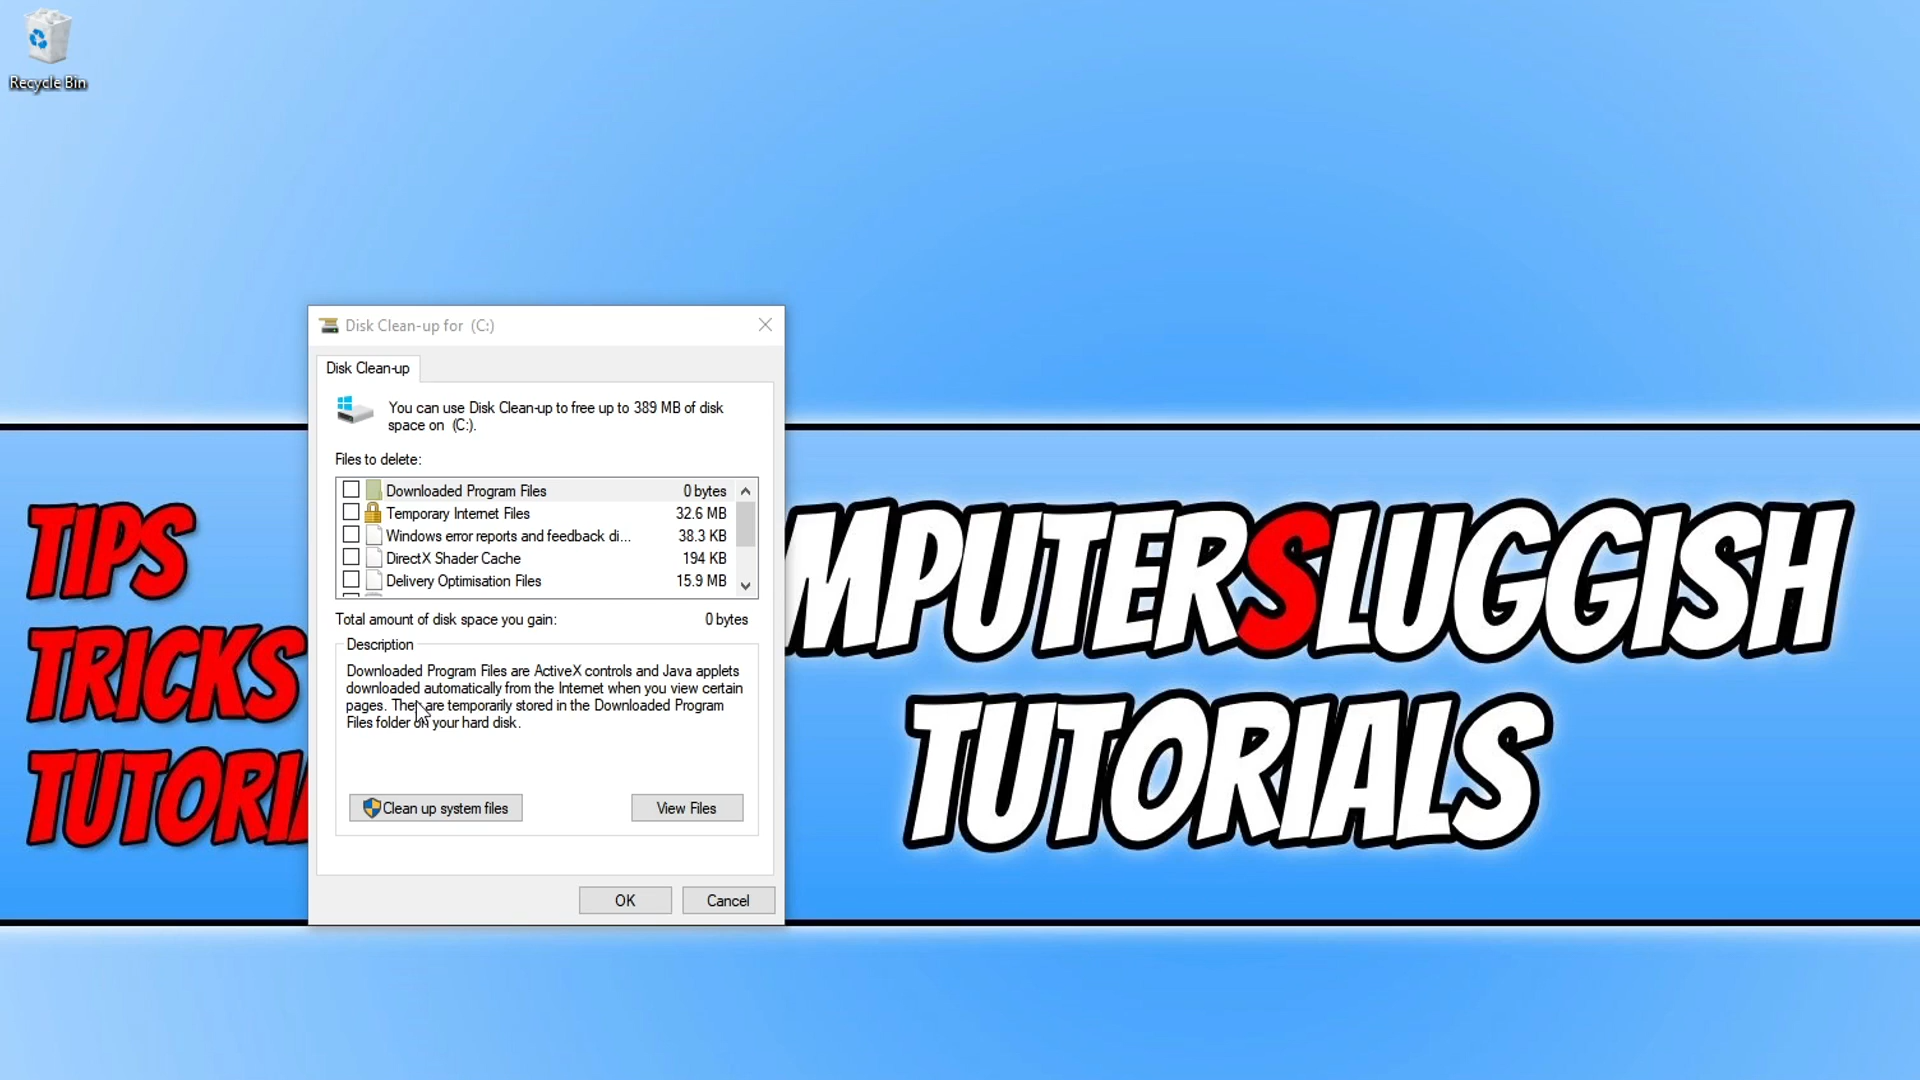 Recycle Bin
Disk Clean-up for (C:)
Disk Clean-up
You can use Disk Clean-up to free up to 389 MB of disk
space on (C:).
Files to delete:
Downloaded Program Files 0 bytes
Temporary Internet Files 32.6 MB
Windows error reports and feedback di... 38.3 KB
DirectX Shader Cache 194 KB
Delivery Optimisation Files 15.9 MB
Total amount of disk space you gain: 0 bytes
Description
Downloaded Program Files are ActiveX controls and Java applets
downloaded automatically from the Internet when you view certain
pages. They are temporarily stored in the Downloaded Program
Files folder on your hard disk.
Clean up system files
View Files
OK
Cancel
TIPS
TRICKS
TUTORIA
MPUTERSLUGGISH
TUTORIALS